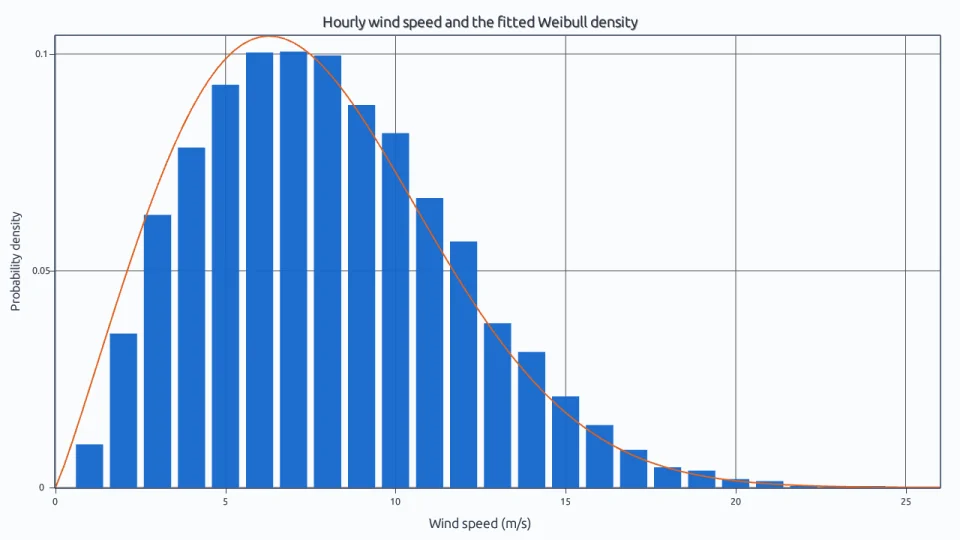 Hourly wind speed and the fitted Weibull density
0.1
0.05
0
0 5 10 15 20 25
Probability density
Wind speed (m/s)